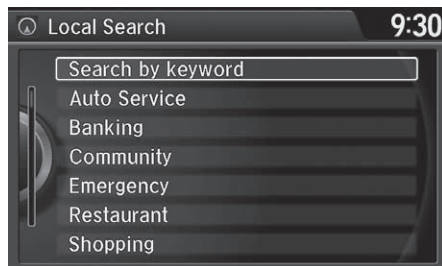 Local Search
9:30
Search by keyword
Auto Service
Banking
Community
Emergency
Restaurant
Shopping